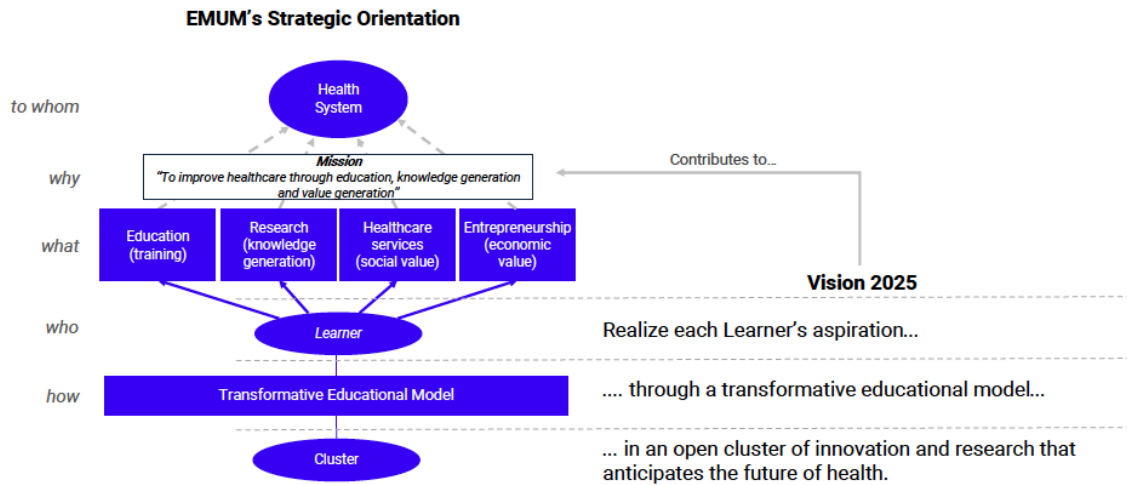 EMUM's Strategic Orientation
to whom
Health
System
why
Mission
"To improve healthcare through education, knowledge generation
and value generation"
Contributes to...
what
Education
(training)
Research
(knowledge
generation)
Healthcare
services
(social value)
Entrepreneurship
(economic
value)
Vision 2025
who
Learner
Realize each Learner's aspiration...
how
Transformative Educational Model
.... through a transformative educational model...
Cluster
... in an open cluster of innovation and research that
anticipates the future of health.